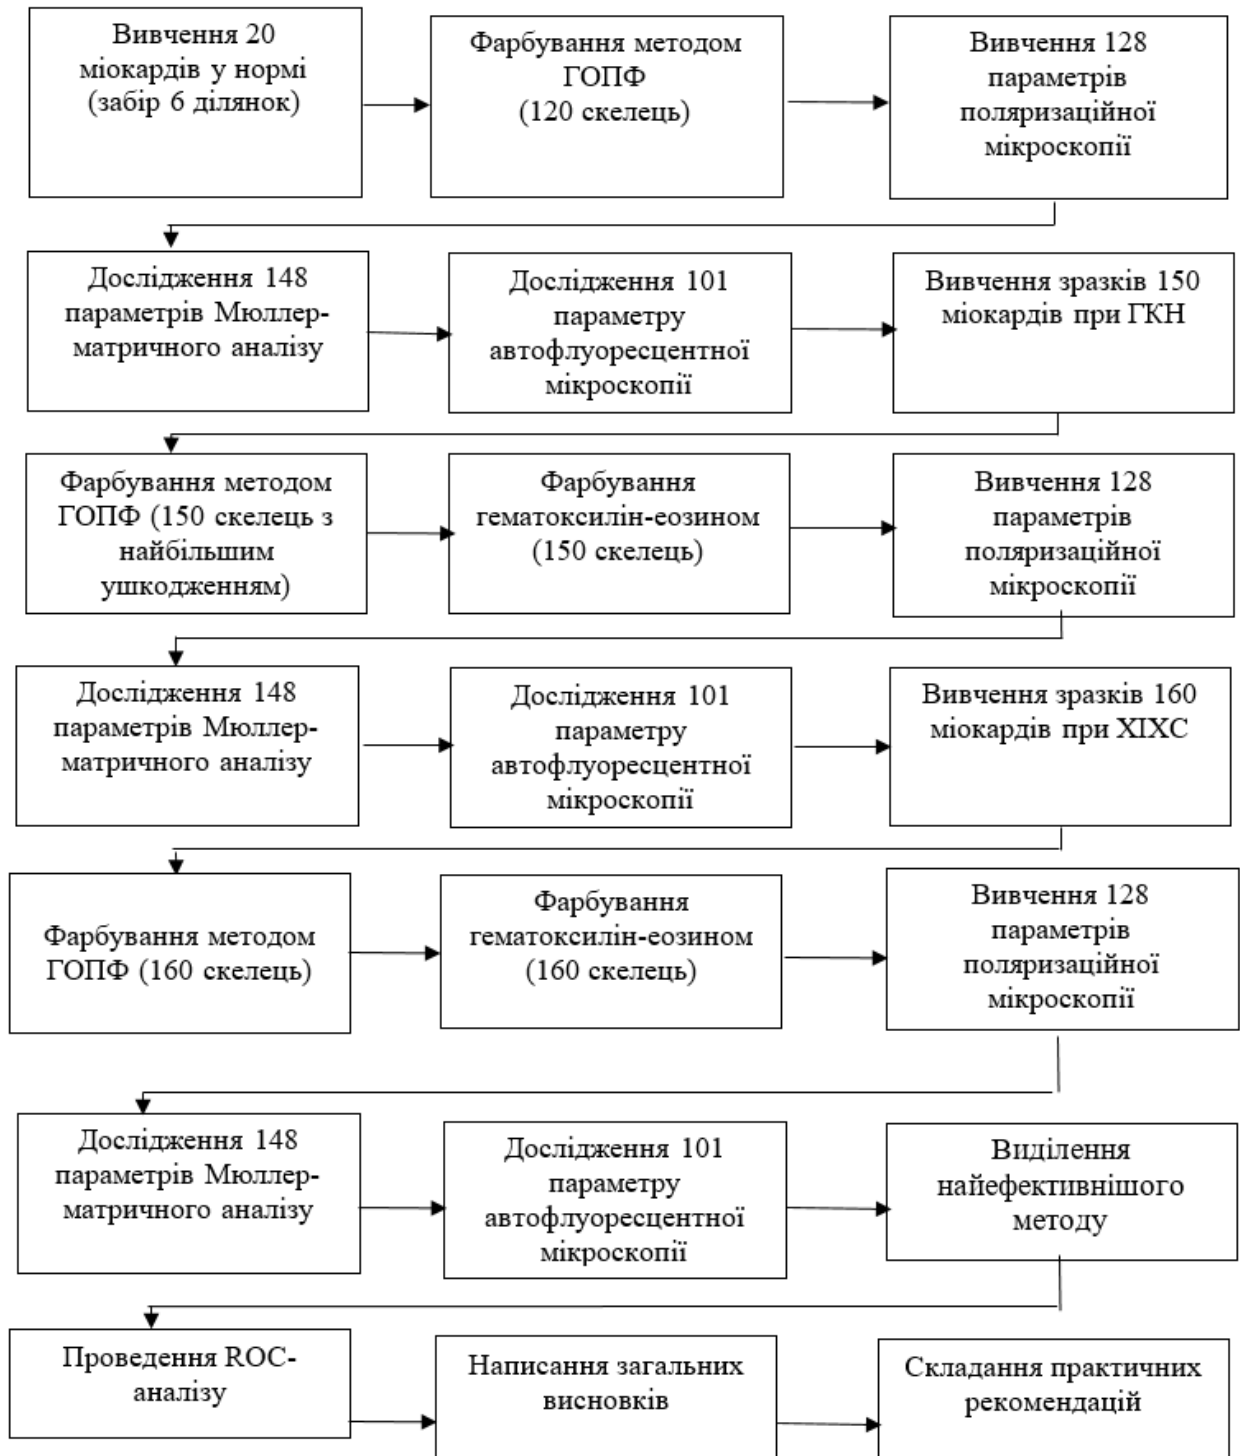 Вивчення 20
міокардів у нормі
(забір 6 ділянок)
Фарбування методом
ГОПФ
(120 скелець)
Вивчення 128
параметрів
поляризаційної
мікроскопії
Дослідження 148
параметрів Мюллер-
матричного аналізу
Дослідження 101
параметру
автофлуоресцентної
мікроскопії
Вивчення зразків 150
міокардів при ГКН
Фарбування методом
ГОПФ (150 скелець з
найбільшим
ушкодженням)
Фарбування
гематоксилін-еозином
(150 скелець)
Вивчення 128
параметрів
поляризаційної
мікроскопії
Дослідження 148
параметрів Мюллер-
матричного аналізу
Дослідження 101
параметру
автофлуоресцентної
мікроскопії
Вивчення зразків 160
міокардів при ХІХС
Фарбування методом
ГОПФ (160 скелець)
Фарбування
гематоксилін-еозином
(160 скелець)
Вивчення 128
параметрів
поляризаційної
мікроскопії
Дослідження 148
параметрів Мюллер-
матричного аналізу
Дослідження 101
параметру
автофлуоресцентної
мікроскопії
Виділення
найефективнішого
методу
Проведення ROC-
аналізу
Написання загальних
висновків
Складання практичних
рекомендацій